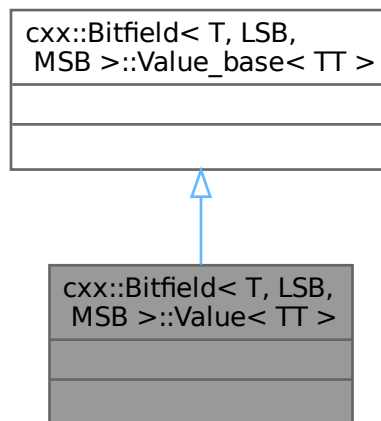 cxx::Bitfield< T, LSB,
MSB >::Value_base< TT >
cxx::Bitfield< T, LSB,
MSB >::Value< TT >